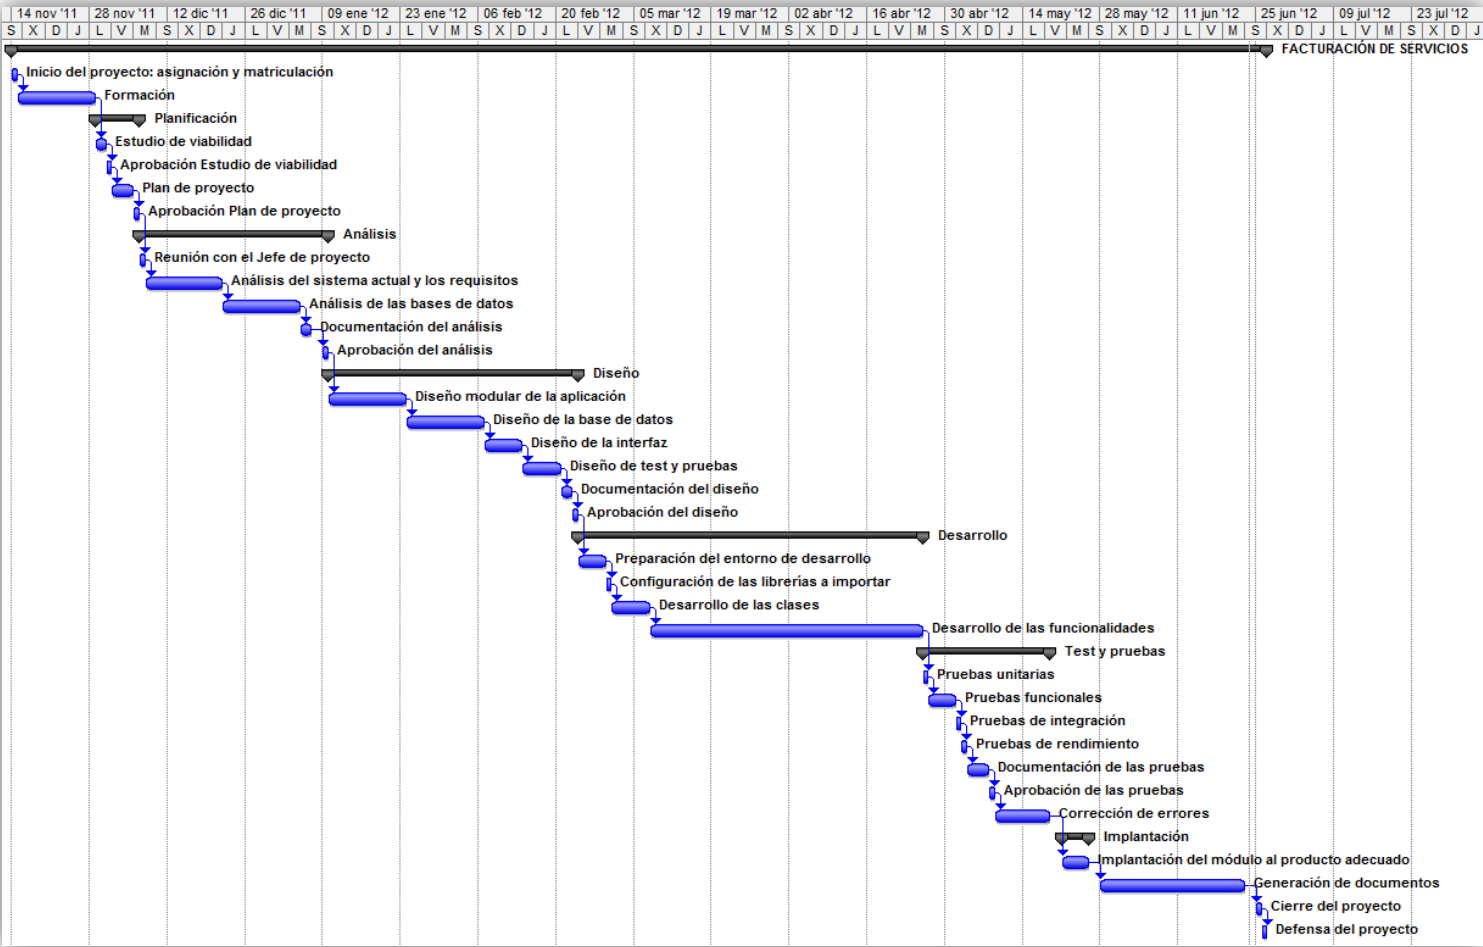 14 nov '11 28 nov '11 12 dic '11 26 dic '11 09 ene '12 23 ene '12 06 feb '12 20 feb '12 05 mar '12 19 mar '12 02 abr '12 16 abr '12 30 abr '12 14 may '12 28 may '12 11 jun '12 25 jun '12 09 jul '12 23 jul '12
S X D J L V M S X D J L V M S X D J L V M S X D J L V M S X D J L V M S X D J L V M S X D J L V M S X D J L V M S X D J L V M S X D J
FACTURACIÓN DE SERVICIOS
Inicio del proyecto: asignación y matriculación
Formación
Planificación
Estudio de viabilidad
Aprobación Estudio de viabilidad
Plan de proyecto
Aprobación Plan de proyecto
Análisis
Reunión con el Jefe de proyecto
Análisis del sistema actual y los requisitos
Análisis de las bases de datos
Documentación del análisis
Aprobación del análisis
Diseño
Diseño modular de la aplicación
Diseño de la base de datos
Diseño de la interfaz
Diseño de test y pruebas
Documentación del diseño
Aprobación del diseño
Desarrollo
Preparación del entorno de desarrollo
Configuración de las librerías a importar
Desarrollo de las clases
Desarrollo de las funcionalidades
Test y pruebas
Pruebas unitarias
Pruebas funcionales
Pruebas de integración
Pruebas de rendimiento
Documentación de las pruebas
Aprobación de las pruebas
Corrección de errores
Implantación
Implantación del módulo al producto adecuado
Generación de documentos
Cierre del proyecto
Defensa del proyecto